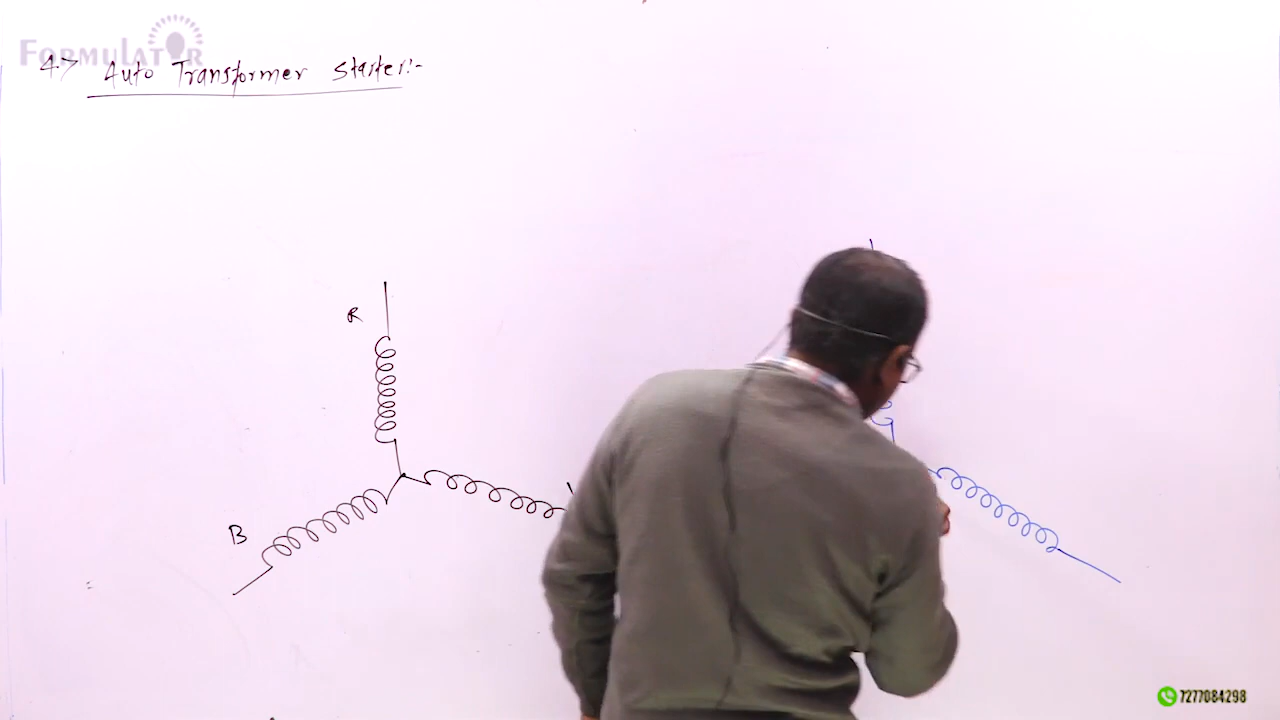 FORMULATOR
4.> Auto Transformer Starter:-
R
B
7277084298